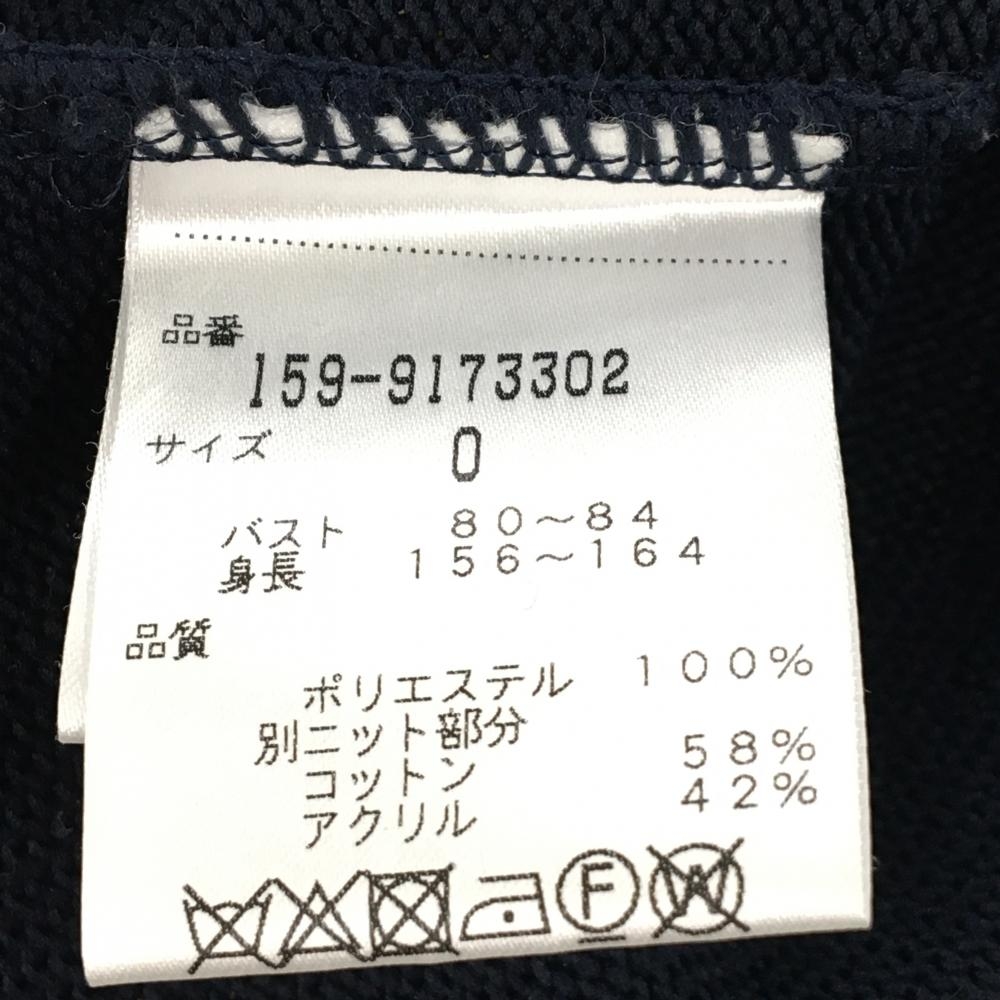 品番
159-9173302
サイズ 0
バスト 80~84
身長 156~164
品質
ポリエステル 100%
別ニット部分
コットン 58%
アクリル 42%
F W